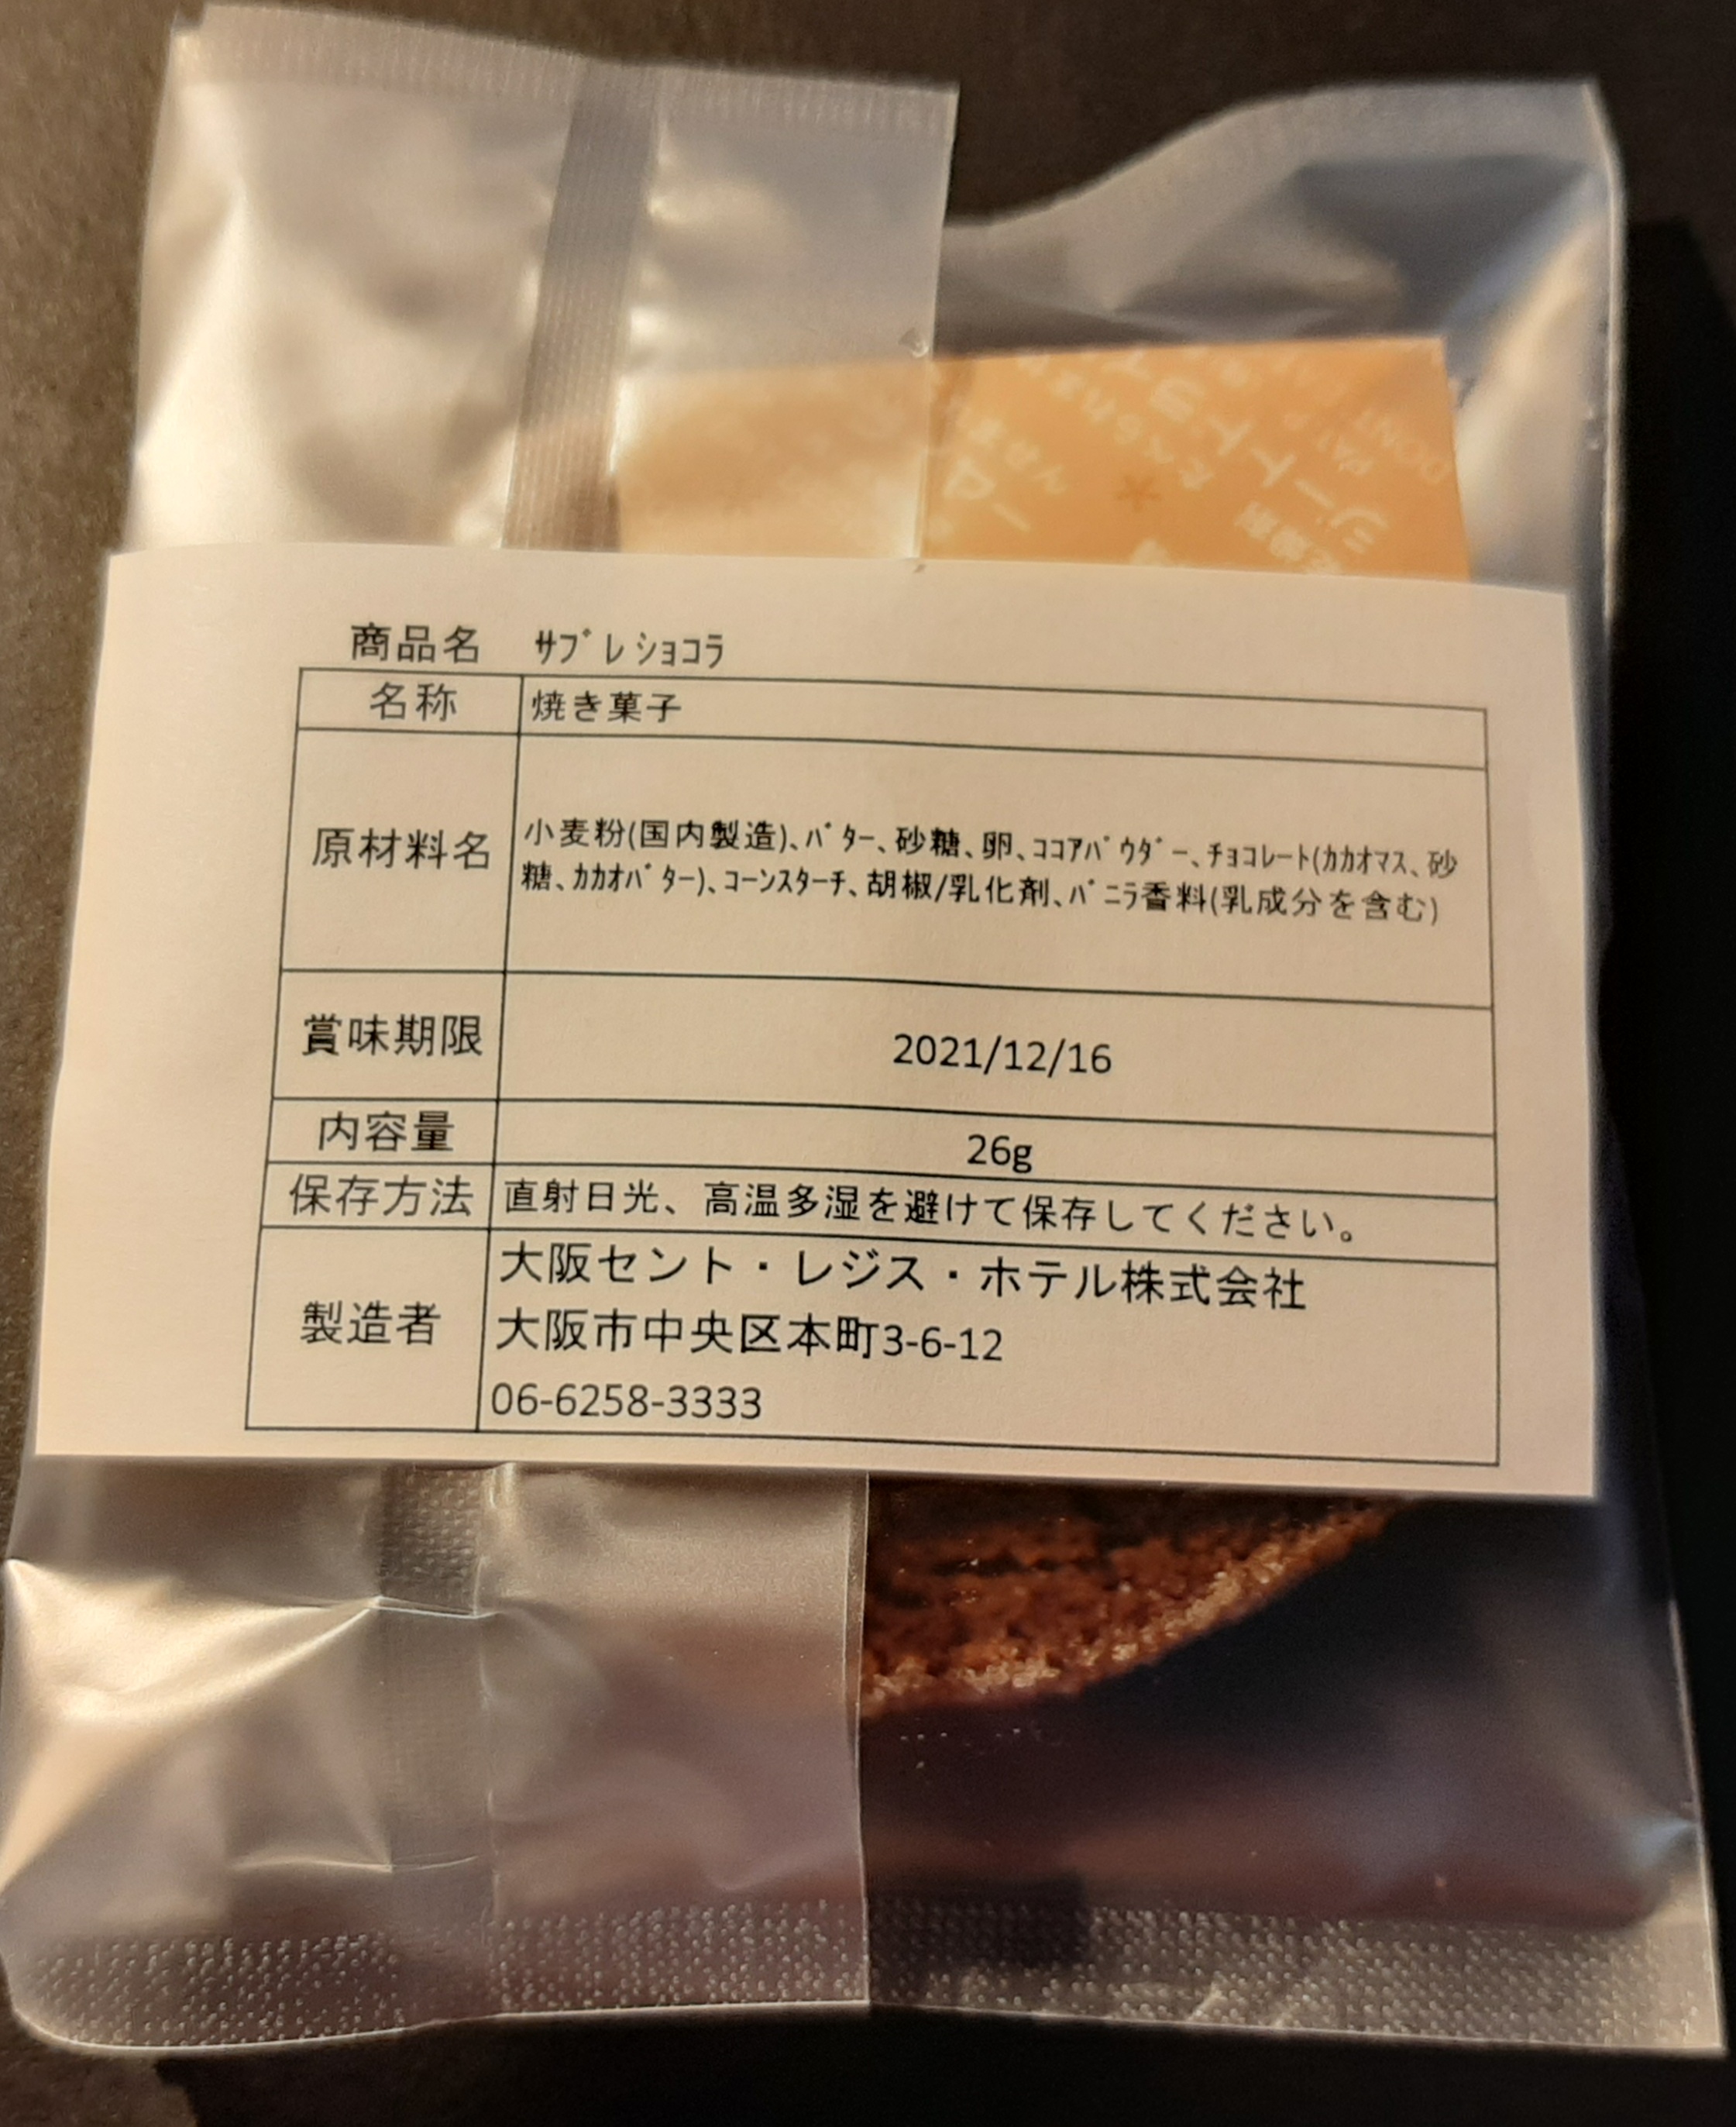 シートドライ
商品名 ｻﾌﾞﾚｼｮｺﾗ
名称 焼き菓子
原材料名 小麦粉(国内製造)､ﾊﾞﾀｰ､砂糖､卵､ｺｺｱﾊﾟｳﾀﾞｰ､ﾁｮｺﾚｰﾄ(ｶｶｵﾏｽ､砂
糖､ｶｶｵﾊﾞﾀｰ)､ｺｰﾝｽﾀｰﾁ､胡椒/乳化剤､ﾊﾞﾆﾗ香料(乳成分を含む)
賞味期限 2021/12/16
内容量 26g
保存方法 直射日光、高温多湿を避けて保存してください。
製造者 大阪セント・レジス・ホテル株式会社
大阪市中央区本町3-6-12
06-6258-3333